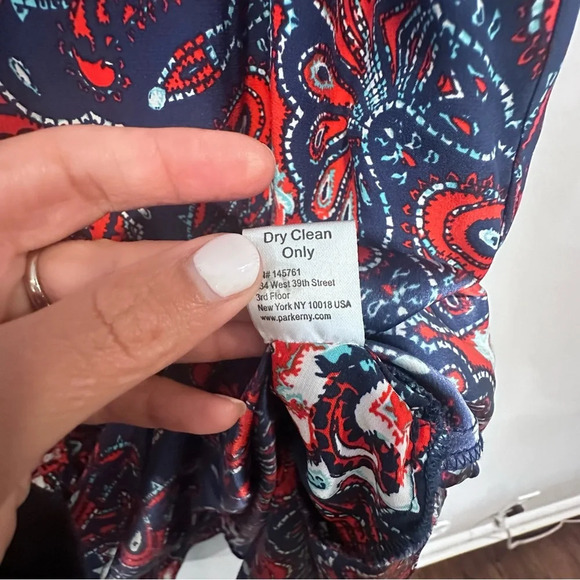 Dry Clean
Only
N# 145761
34 West 39th Street
3rd Floor
New York NY 10018 USA
www.parkerny.com